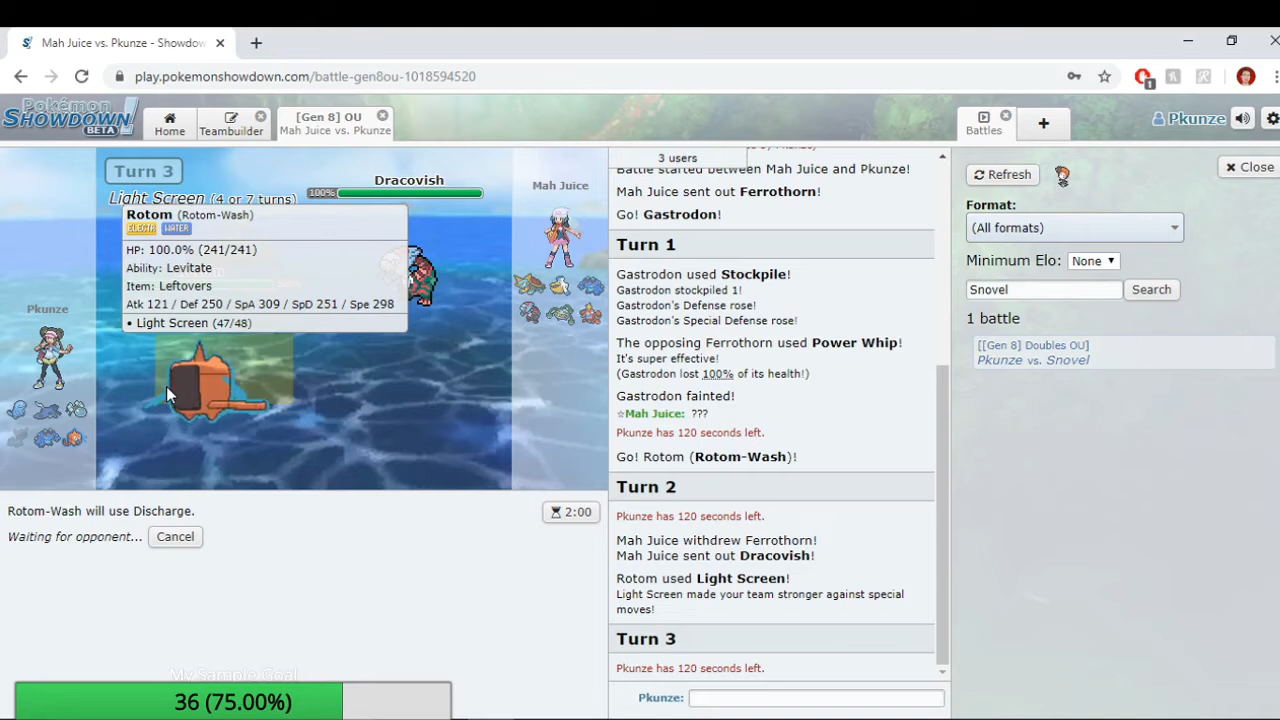 Mah Juice vs. Pkunze - Showdow
play.pokemonshowdown.com/battle-gen8ou-1018594520
1
Pokémon
SHOWDOWN!
BETA
Home
Teambuilder
[Gen 8] OU
Mah Juice vs. Pkunze
Battles
Pkunze
Turn 3
Light Screen (4 or 7 turns)
Dracovish
100%
Rotom (Rotom-Wash)
ELECTR WATER
HP: 100.0% (241/241)
Ability: Levitate
Item: Leftovers
Atk 121 / Def 250 / SpA 309 / SpD 251 / Spe 298
• Light Screen (47/48)
Pkunze
Mah Juice
Rotom-Wash will use Discharge.
Waiting for opponent... Cancel
2:00
My Sample Goal
36 (75.00%)
3 users
Battle started between Mah Juice and Pkunze!
Mah Juice sent out Ferrothorn!
Go! Gastrodon!
Turn 1
Gastrodon used Stockpile!
Gastrodon stockpiled 1!
Gastrodon's Defense rose!
Gastrodon's Special Defense rose!
The opposing Ferrothorn used Power Whip!
It's super effective!
(Gastrodon lost 100% of its health!)
Gastrodon fainted!
☆Mah Juice: ???
Pkunze has 120 seconds left.
Go! Rotom (Rotom-Wash)!
Turn 2
Pkunze has 120 seconds left.
Mah Juice withdrew Ferrothorn!
Mah Juice sent out Dracovish!
Rotom used Light Screen!
Light Screen made your team stronger against special
moves!
Turn 3
Pkunze has 120 seconds left.
Pkunze:
Refresh
Close
Format:
(All formats)
Minimum Elo: None
Snovel
Search
1 battle
[[Gen 8] Doubles OU]
Pkunze vs. Snovel